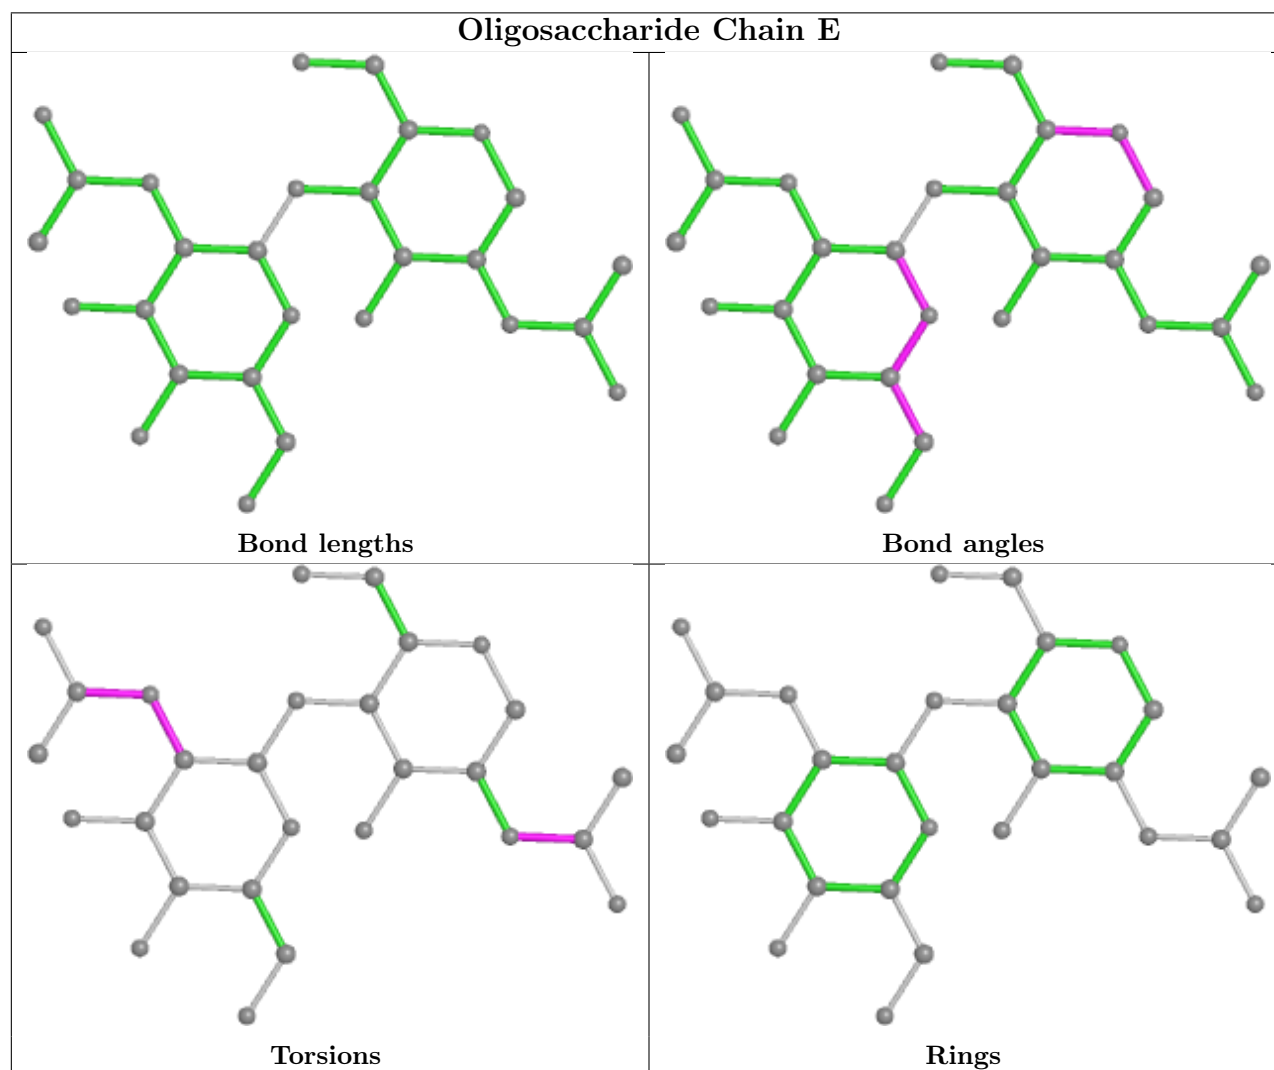 Oligosaccharide Chain E
Bond lengths
Bond angles
Torsions
Rings